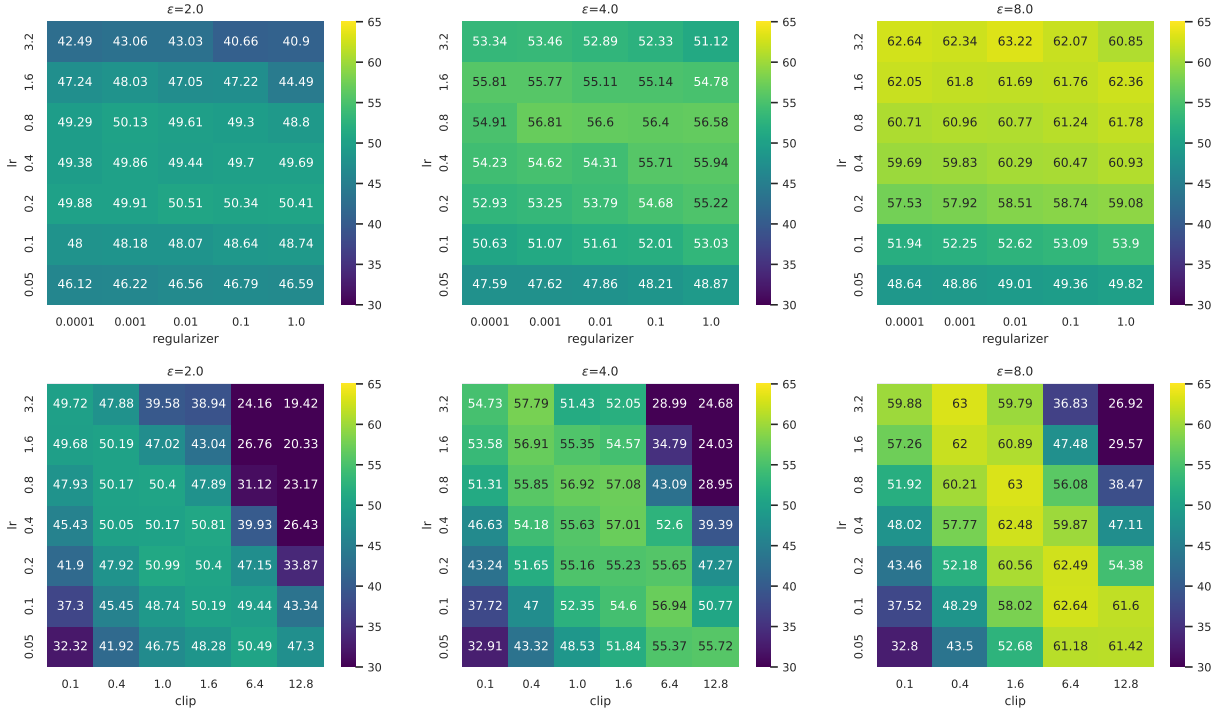 ε=2.0 ε=4.0 ε=8.0
3.2 42.49 43.06 43.03 40.66 40.9 65 3.2 53.34 53.46 52.89 52.33 51.12 65 3.2 62.64 62.34 63.22 62.07 60.85 65
60 60 60
1.6 47.24 48.03 47.05 47.22 44.49 1.6 55.81 55.77 55.11 55.14 54.78 1.6 62.05 61.8 61.69 61.76 62.36
55 55 55
0.8 49.29 50.13 49.61 49.3 48.8 0.8 54.91 56.81 56.6 56.4 56.58 0.8 60.71 60.96 60.77 61.24 61.78
50 50 50
lr 0.4 49.38 49.86 49.44 49.7 49.69 lr 0.4 54.23 54.62 54.31 55.71 55.94 lr 0.4 59.69 59.83 60.29 60.47 60.93
45 45 45
0.2 49.88 49.91 50.51 50.34 50.41 0.2 52.93 53.25 53.79 54.68 55.22 0.2 57.53 57.92 58.51 58.74 59.08
40 40 40
0.1 48 48.18 48.07 48.64 48.74 0.1 50.63 51.07 51.61 52.01 53.03 0.1 51.94 52.25 52.62 53.09 53.9
35 35 35
0.05 46.12 46.22 46.56 46.79 46.59 0.05 47.59 47.62 47.86 48.21 48.87 0.05 48.64 48.86 49.01 49.36 49.82
30 30 30
0.0001 0.001 0.01 0.1 1.0 0.0001 0.001 0.01 0.1 1.0 0.0001 0.001 0.01 0.1 1.0
regularizer regularizer regularizer
ε=2.0 ε=4.0 ε=8.0
3.2 49.72 47.88 39.58 38.94 24.16 19.42 65 3.2 54.73 57.79 51.43 52.05 28.99 24.68 65 3.2 59.88 63 59.79 36.83 26.92 65
60 60 60
1.6 49.68 50.19 47.02 43.04 26.76 20.33 1.6 53.58 56.91 55.35 54.57 34.79 24.03 1.6 57.26 62 60.89 47.48 29.57
55 55 55
0.8 47.93 50.17 50.4 47.89 31.12 23.17 0.8 51.31 55.85 56.92 57.08 43.09 28.95 0.8 51.92 60.21 63 56.08 38.47
50 50 50
lr 0.4 45.43 50.05 50.17 50.81 39.93 26.43 lr 0.4 46.63 54.18 55.63 57.01 52.6 39.39 lr 0.4 48.02 57.77 62.48 59.87 47.11
45 45 45
0.2 41.9 47.92 50.99 50.4 47.15 33.87 0.2 43.24 51.65 55.16 55.23 55.65 47.27 0.2 43.46 52.18 60.56 62.49 54.38
40 40 40
0.1 37.3 45.45 48.74 50.19 49.44 43.34 0.1 37.72 47 52.35 54.6 56.94 50.77 0.1 37.52 48.29 58.02 62.64 61.6
35 35 35
0.05 32.32 41.92 46.75 48.28 50.49 47.3 0.05 32.91 43.32 48.53 51.84 55.37 55.72 0.05 32.8 43.5 52.68 61.18 61.42
30 30 30
0.1 0.4 1.0 1.6 6.4 12.8 0.1 0.4 1.0 1.6 6.4 12.8 0.1 0.4 1.6 6.4 12.8
clip clip clip